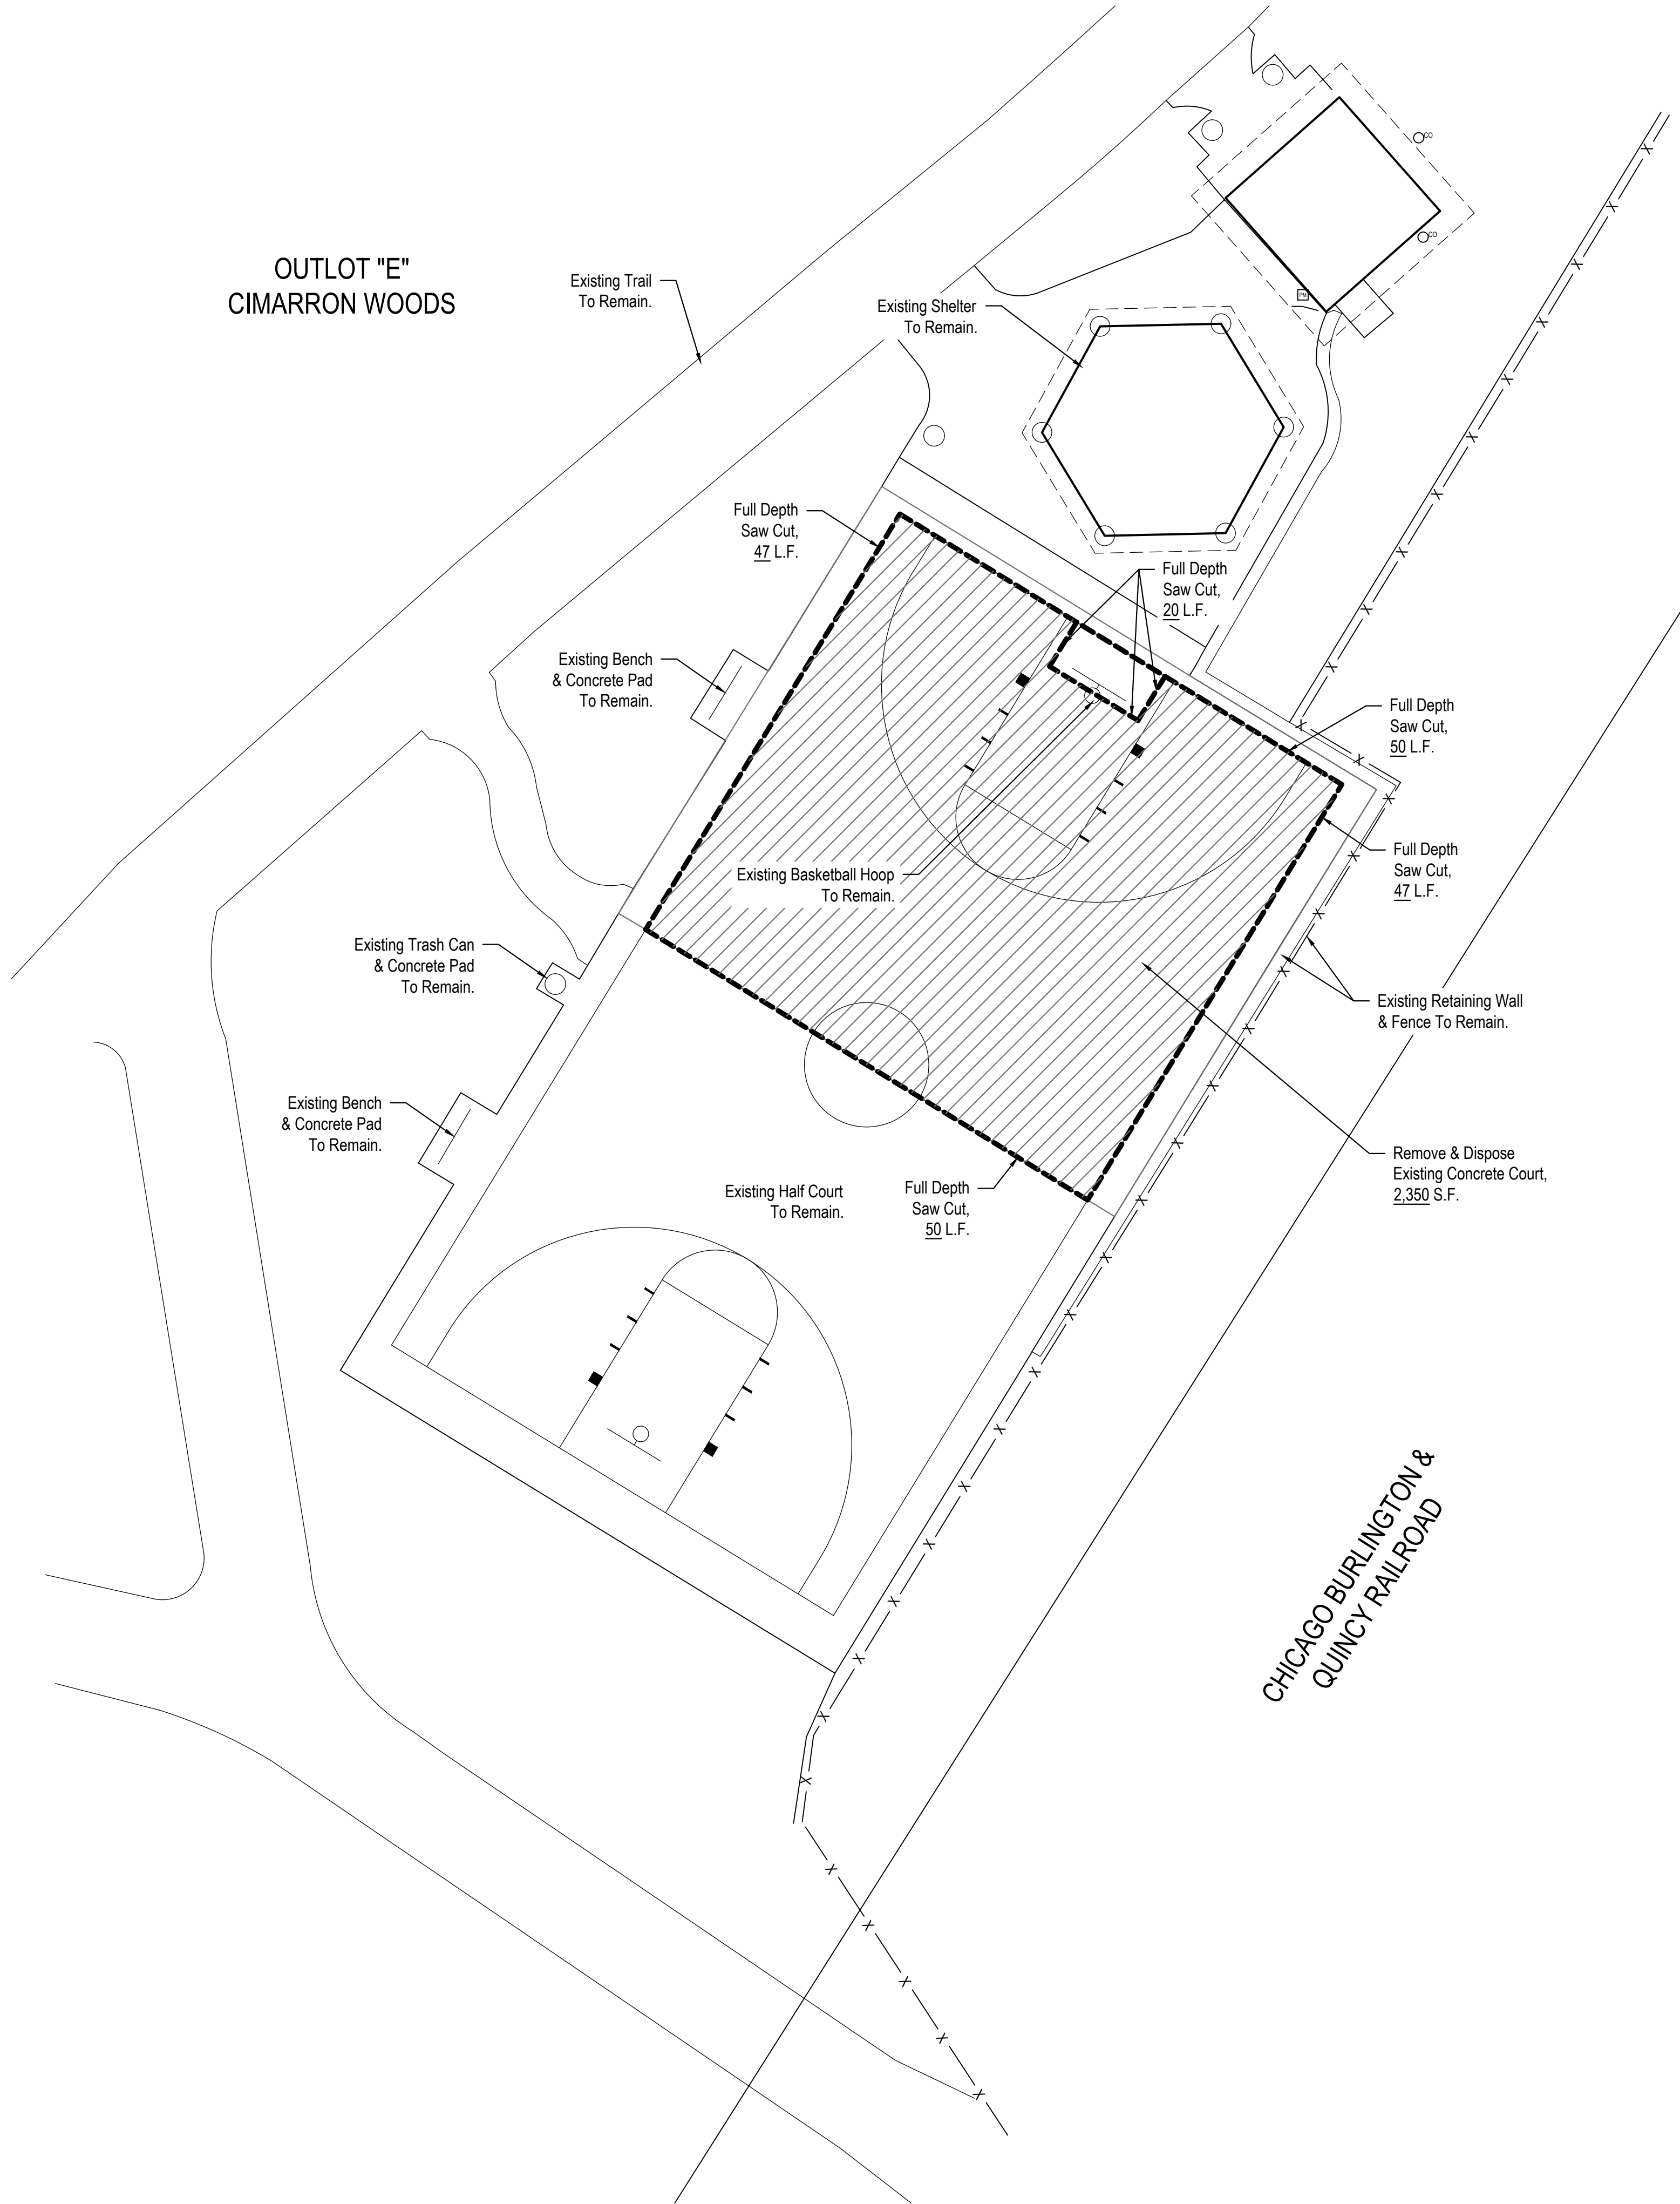 CO
CO
PM
OUTLOT "E"
CIMARRON WOODS
Existing Trail
To Remain.
Existing Shelter
To Remain.
Full Depth
Saw Cut,
47 L.F.
Full Depth
Saw Cut,
20 L.F.
Existing Bench
& Concrete Pad
To Remain.
Full Depth
Saw Cut,
50 L.F.
Full Depth
Saw Cut,
47 L.F.
Existing Basketball Hoop
To Remain.
Existing Trash Can
& Concrete Pad
To Remain.
Existing Retaining Wall
& Fence To Remain.
Existing Bench
& Concrete Pad
To Remain.
Remove & Dispose
Existing Concrete Court,
2,350 S.F.
Existing Half Court
To Remain.
Full Depth
Saw Cut,
50 L.F.
CHICAGO BURLINGTON &
QUINCY RAILROAD